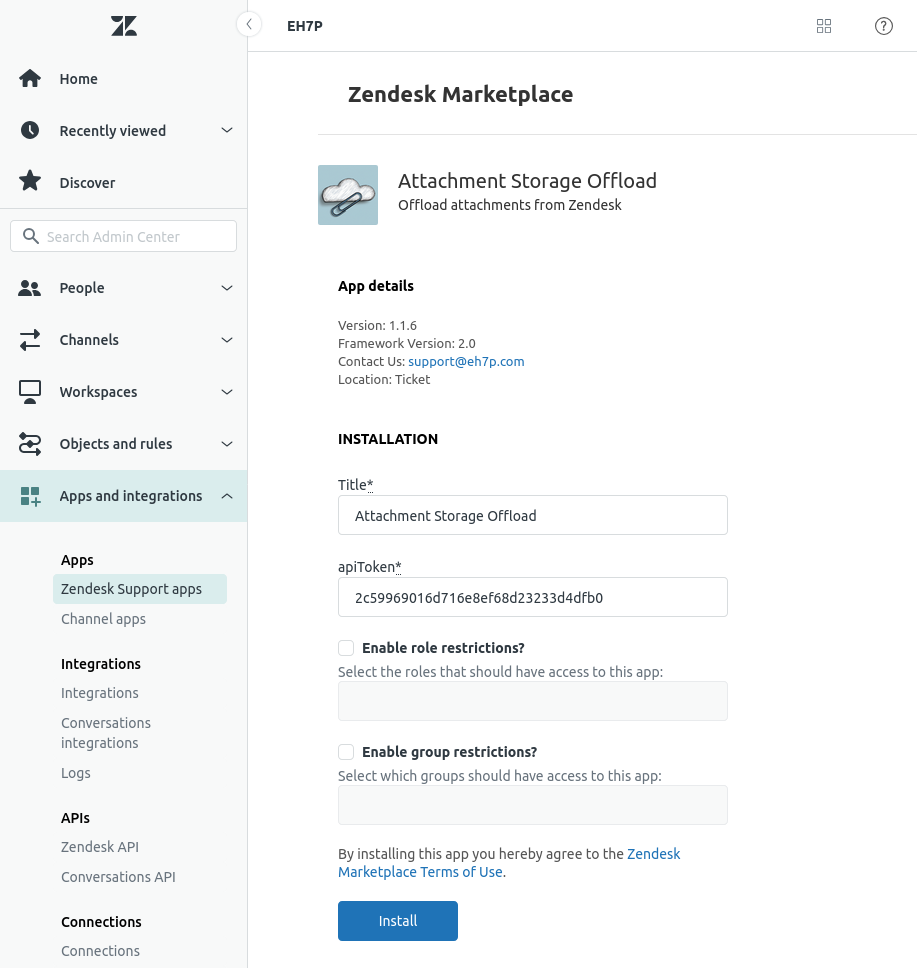 Home
Recently viewed
Discover
Search Admin Center
People
Channels
Workspaces
Objects and rules
Apps and integrations
Apps
Zendesk Support apps
Channel apps
Integrations
Integrations
Conversations
integrations
Logs
APIs
Zendesk API
Conversations API
Connections
Connections
EH7P
Zendesk Marketplace
Attachment Storage Offload
Offload attachments from Zendesk
App details
Version: 1.1.6
Framework Version: 2.0
Contact Us: support@eh7p.com
Location: Ticket
INSTALLATION
Title*
Attachment Storage Offload
apiToken*
2c59969016d716e8ef68d23233d4dfb0
Enable role restrictions?
Select the roles that should have access to this app:
Enable group restrictions?
Select which groups should have access to this app:
By installing this app you hereby agree to the Zendesk
Marketplace Terms of Use.
Install